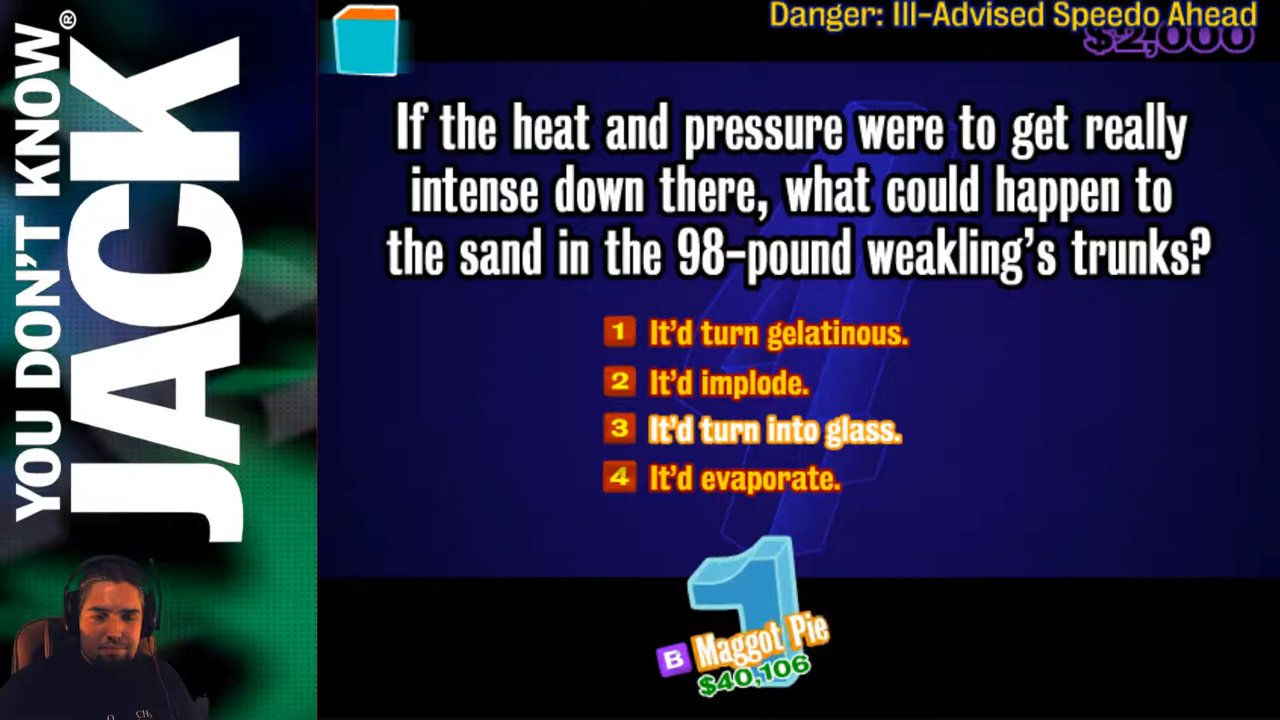 YOU DON'T KNOW
JACK®
Danger: Ill-Advised Speedo Ahead
$2,000
If the heat and pressure were to get really
intense down there, what could happen to
the sand in the 98-pound weakling's trunks?
1 It'd turn gelatinous.
2 It'd implode.
3 It'd turn into glass.
4 It'd evaporate.
1
B Maggot Pie
$40,106
O CH₃